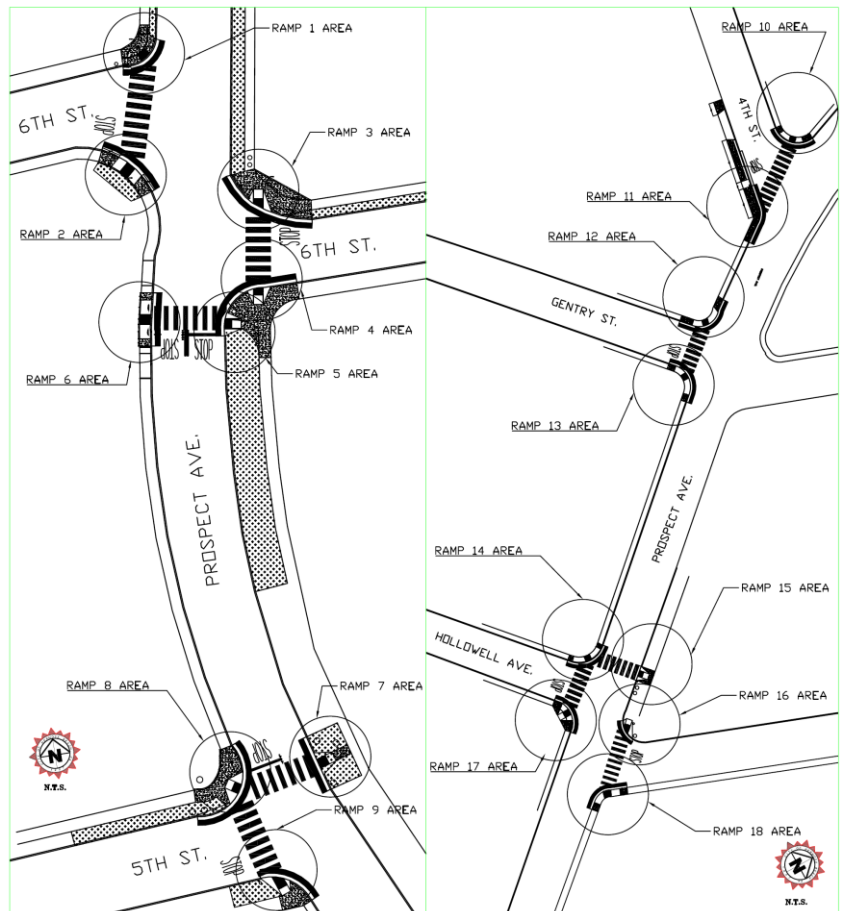 RAMP 1 AREA
6TH ST.
STOP
RAMP 3 AREA
RAMP 2 AREA
STOP
6TH ST.
RAMP 4 AREA
STOP
STOP
RAMP 5 AREA
RAMP 6 AREA
PROSPECT AVE.
RAMP 8 AREA
RAMP 7 AREA
STOP
N
N.T.S.
RAMP 9 AREA
5TH ST.
STOP
RAMP 10 AREA
4TH ST.
STOP
RAMP 11 AREA
RAMP 12 AREA
GENTRY ST.
STOP
RAMP 13 AREA
PROSPECT AVE.
RAMP 14 AREA
RAMP 15 AREA
HOLLOWELL AVE.
STOP
RAMP 16 AREA
STOP
RAMP 17 AREA
RAMP 18 AREA
N
N.T.S.